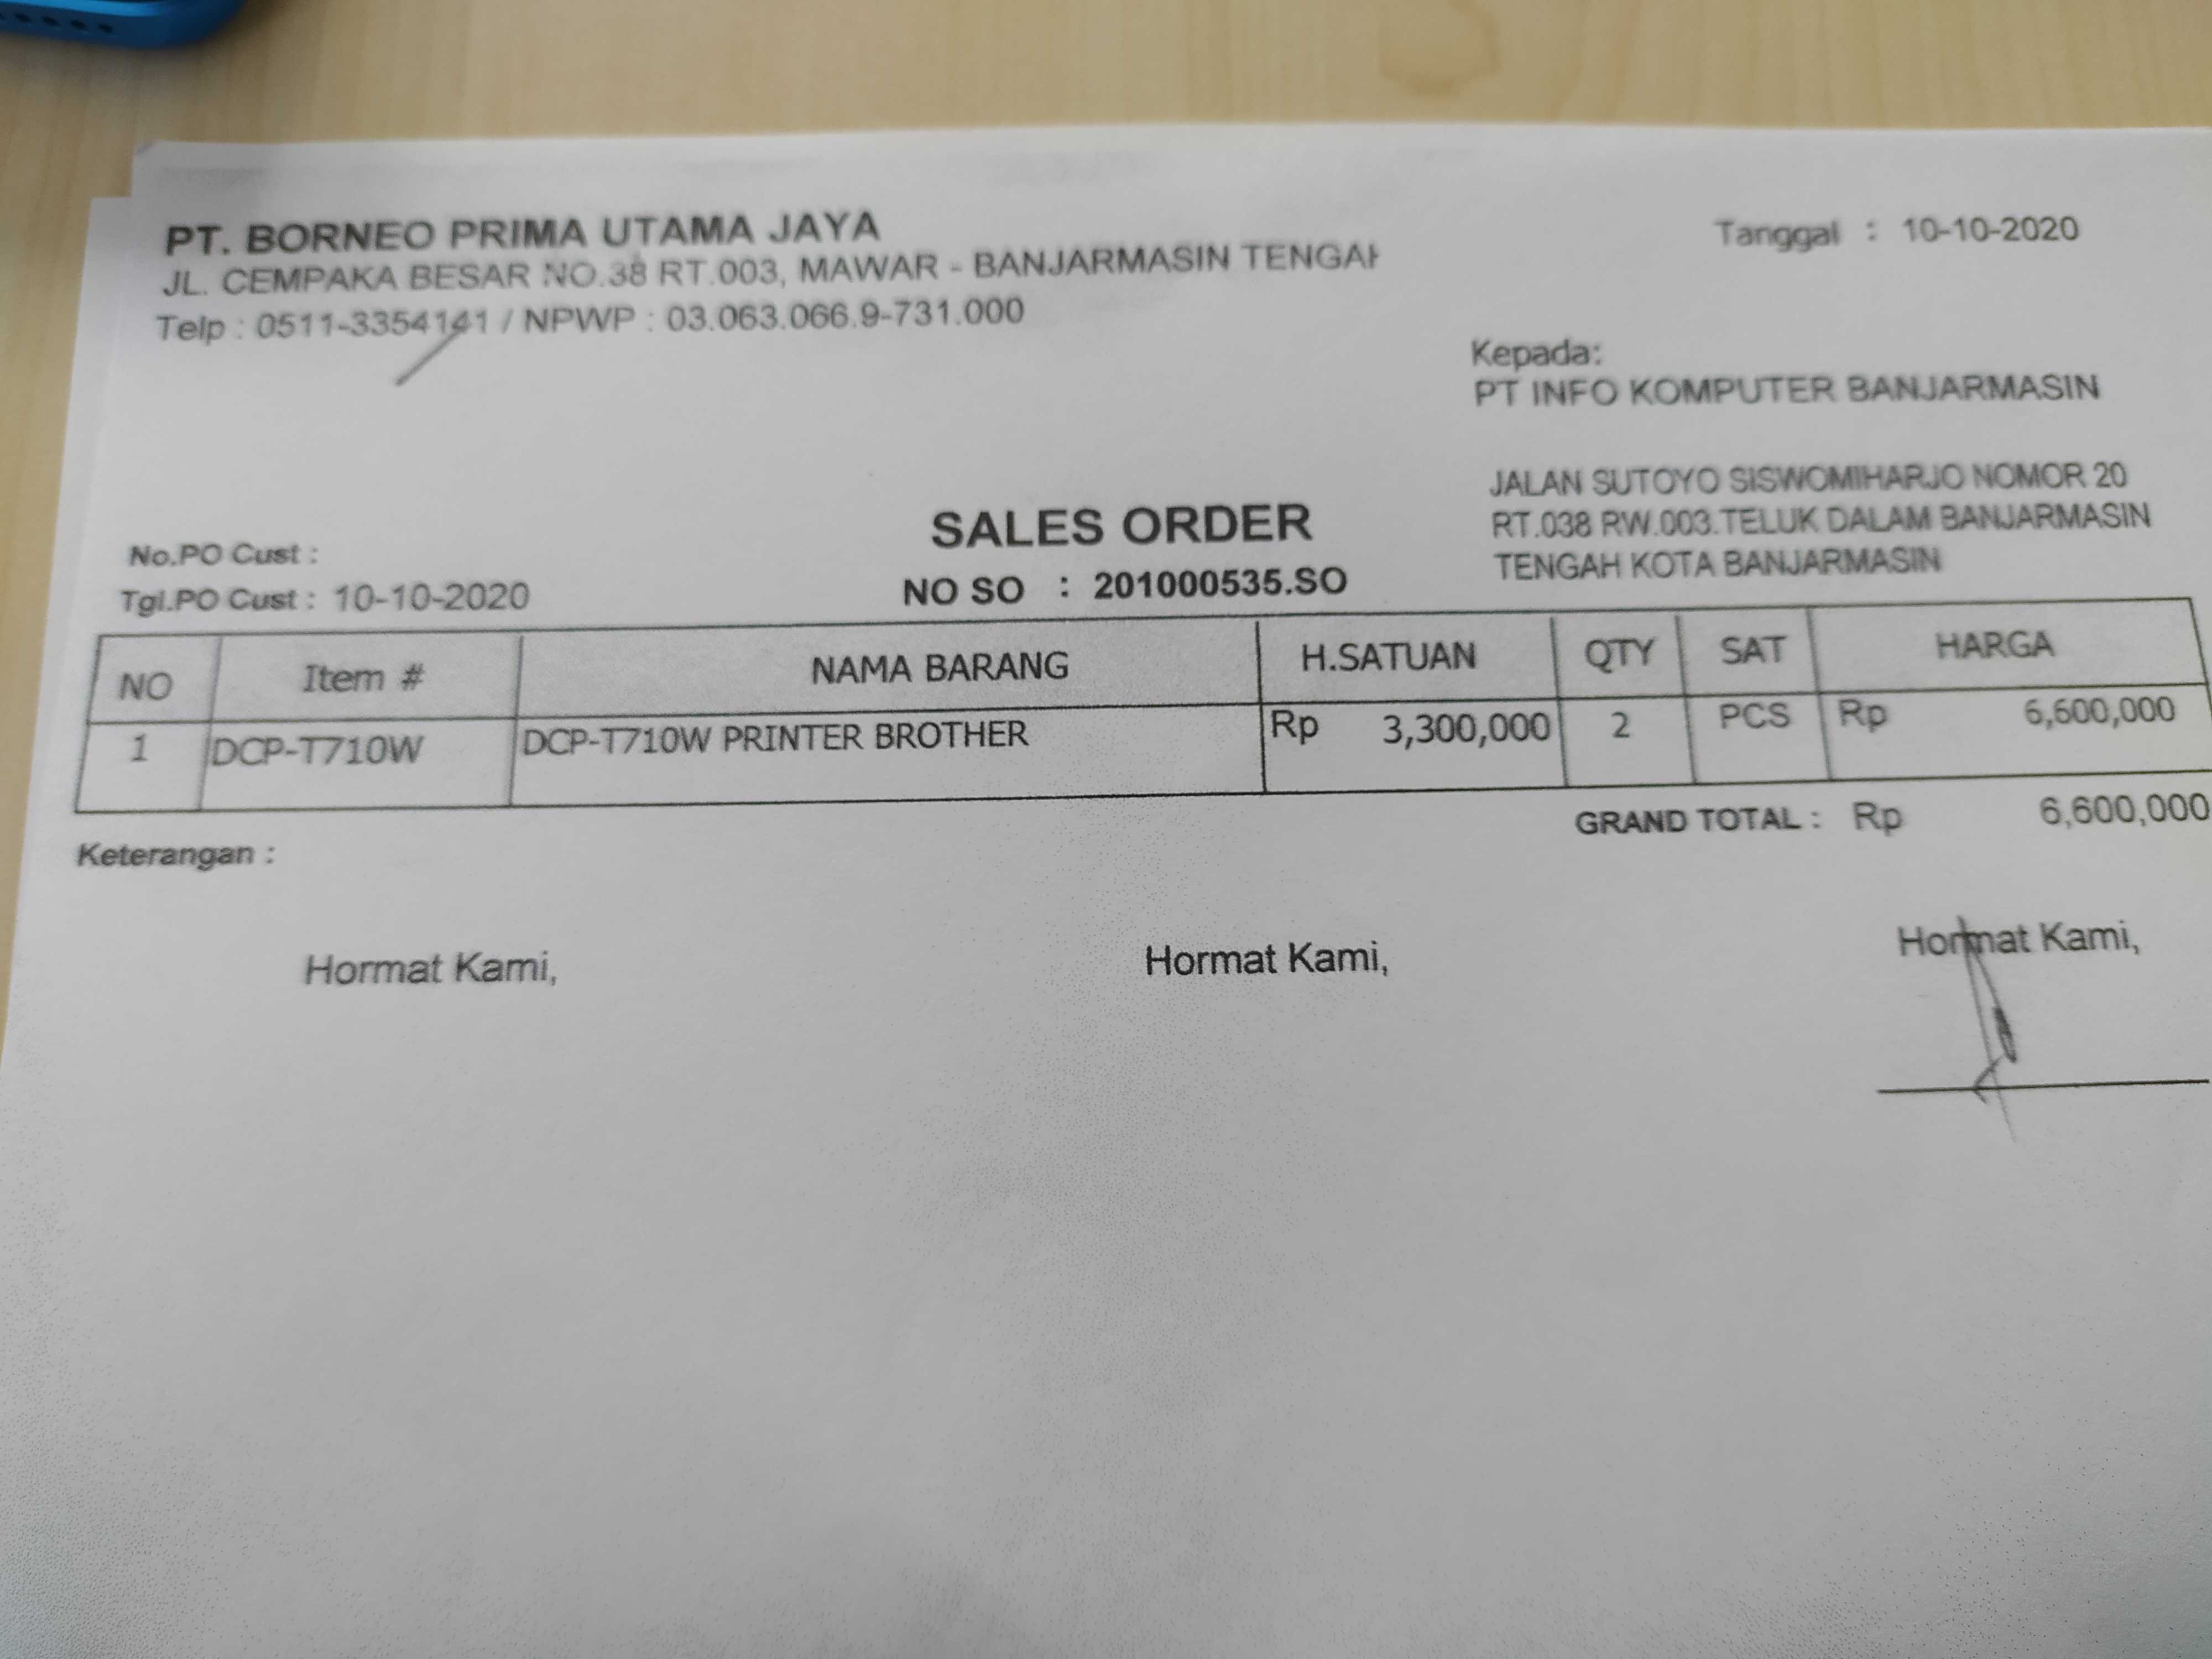 PT. BORNEO PRIMA UTAMA JAYA
JL. CEMPAKA BESAR NO.38 RT.003, MAWAR - BANJARMASIN TENGAH
Telp : 0511-3354141 / NPWP : 03.063.066.9-731.000
Tanggal : 10-10-2020
Kepada:
PT INFO KOMPUTER BANJARMASIN
JALAN SUTOYO SISWOMIHARJO NOMOR 20
RT.038 RW.003.TELUK DALAM BANJARMASIN
TENGAH KOTA BANJARMASIN
SALES ORDER
NO SO : 201000535.SO
No.PO Cust :
Tgl.PO Cust : 10-10-2020
NO Item # NAMA BARANG H.SATUAN QTY SAT HARGA
1 DCP-T710W DCP-T710W PRINTER BROTHER Rp 3,300,000 2 PCS Rp 6,600,000
GRAND TOTAL : Rp 6,600,000
Keterangan :
Hormat Kami, Hormat Kami, Hormat Kami,